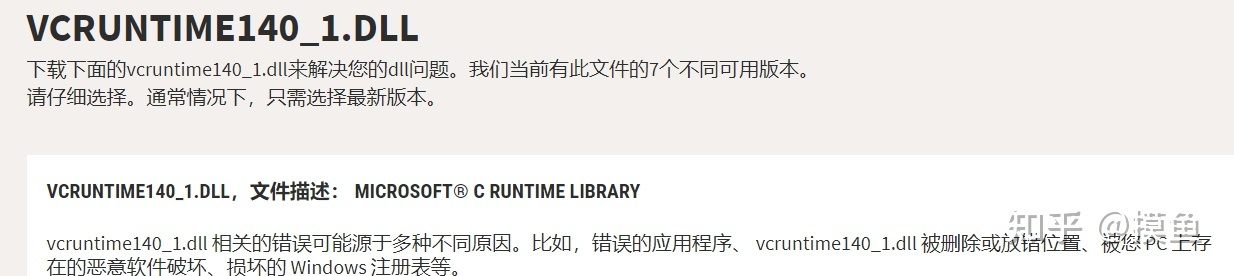 VCRUNTIME140_1.DLL
下载下面的vcruntime140_1.dll来解决您的dll问题。我们当前有此文件的7个不同可用版本。
请仔细选择。通常情况下，只需选择最新版本。
VCRUNTIME140_1.DLL，文件描述： MICROSOFT® C RUNTIME LIBRARY
知乎 @摸鱼
vcruntime140_1.dll 相关的错误可能源于多种不同原因。比如，错误的应用程序、 vcruntime140_1.dll 被删除或放错位置、被您 PC 上存
在的恶意软件破坏、损坏的 Windows 注册表等。